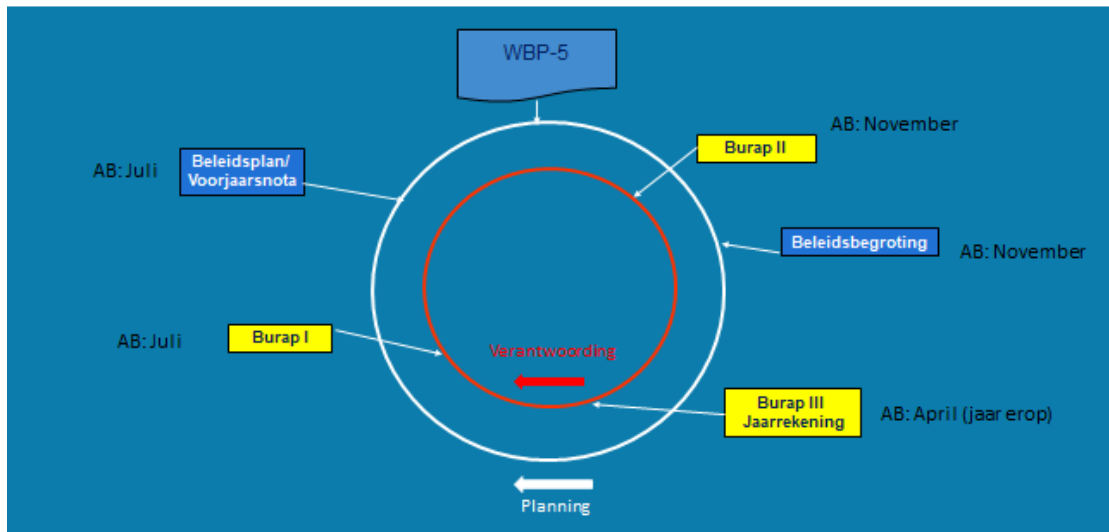 WBP-5
AB: November
Burap II
AB: Juli
Beleidsplan/
Voorjaarsnota
Beleidsbegroting
AB: November
AB: Juli
Burap I
Verantwoording
Burap III
Jaarrekening
AB: April (jaar erop)
Planning